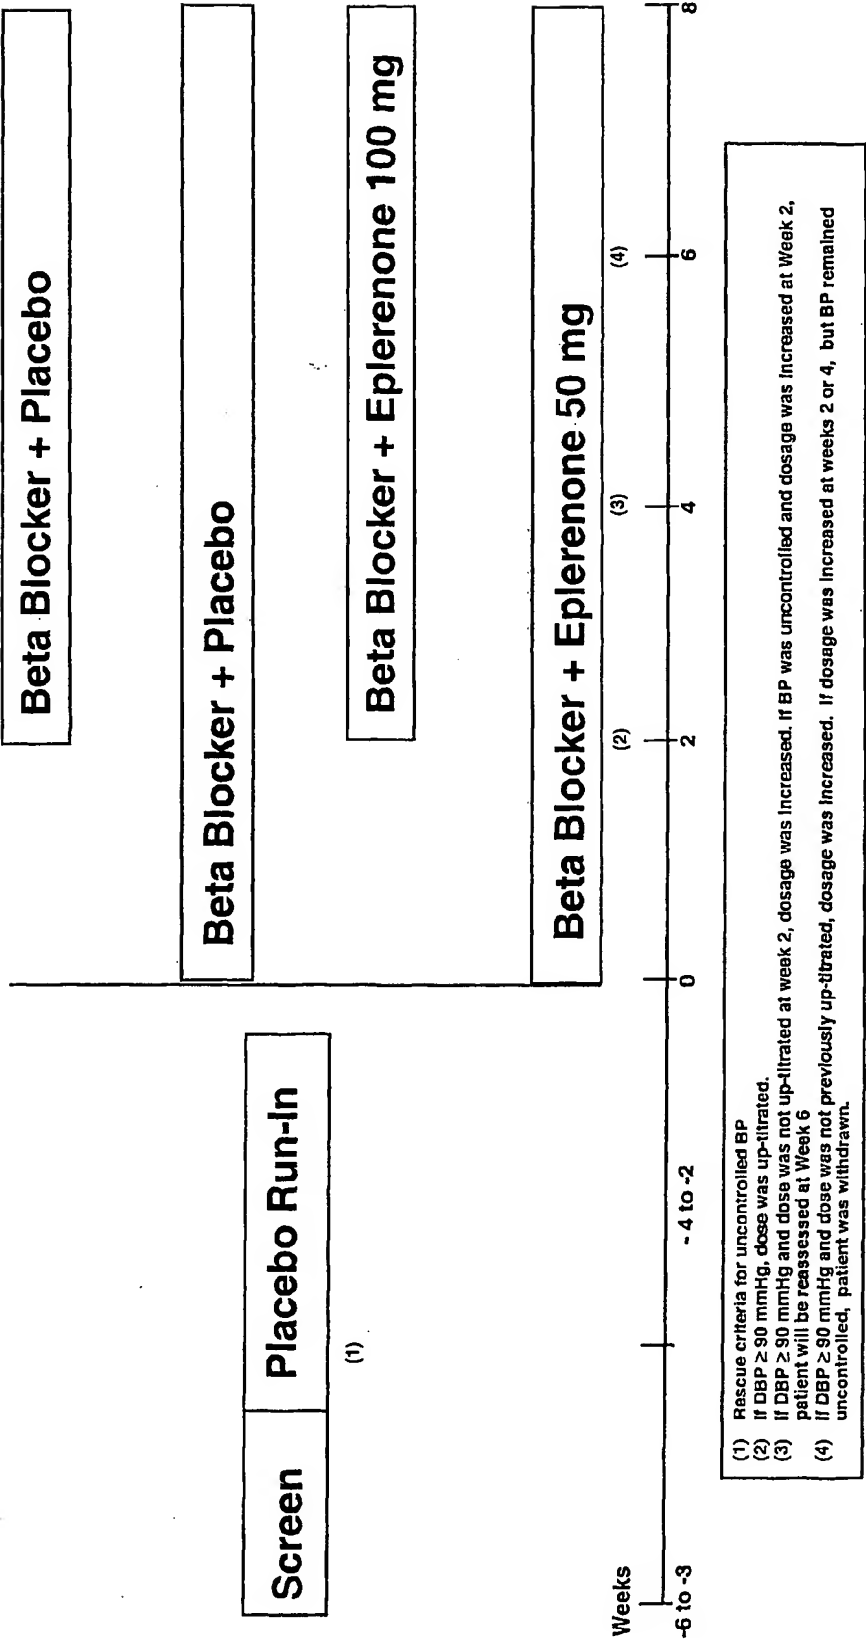 Beta Blocker + Placebo
Beta Blocker + Placebo
Screen
Placebo Run-In
(1)
Beta Blocker + Eplerenone 100 mg
Beta Blocker + Eplerenone 50 mg
Weeks
(2)
(3)
(4)
-6 to -3
- 4 to -2
0
2
4
6
8
(1) Rescue criteria for uncontrolled BP
(2) If DBP ≥ 90 mmHg, dose was up-titrated.
(3) If DBP ≥ 90 mmHg and dose was not up-titrated at week 2, dosage was increased. If BP was uncontrolled and dosage was increased at Week 2,
patient will be reassessed at Week 6
(4) If DBP ≥ 90 mmHg and dose was not previously up-titrated, dosage was increased. If dosage was increased at weeks 2 or 4, but BP remained
uncontrolled, patient was withdrawn.